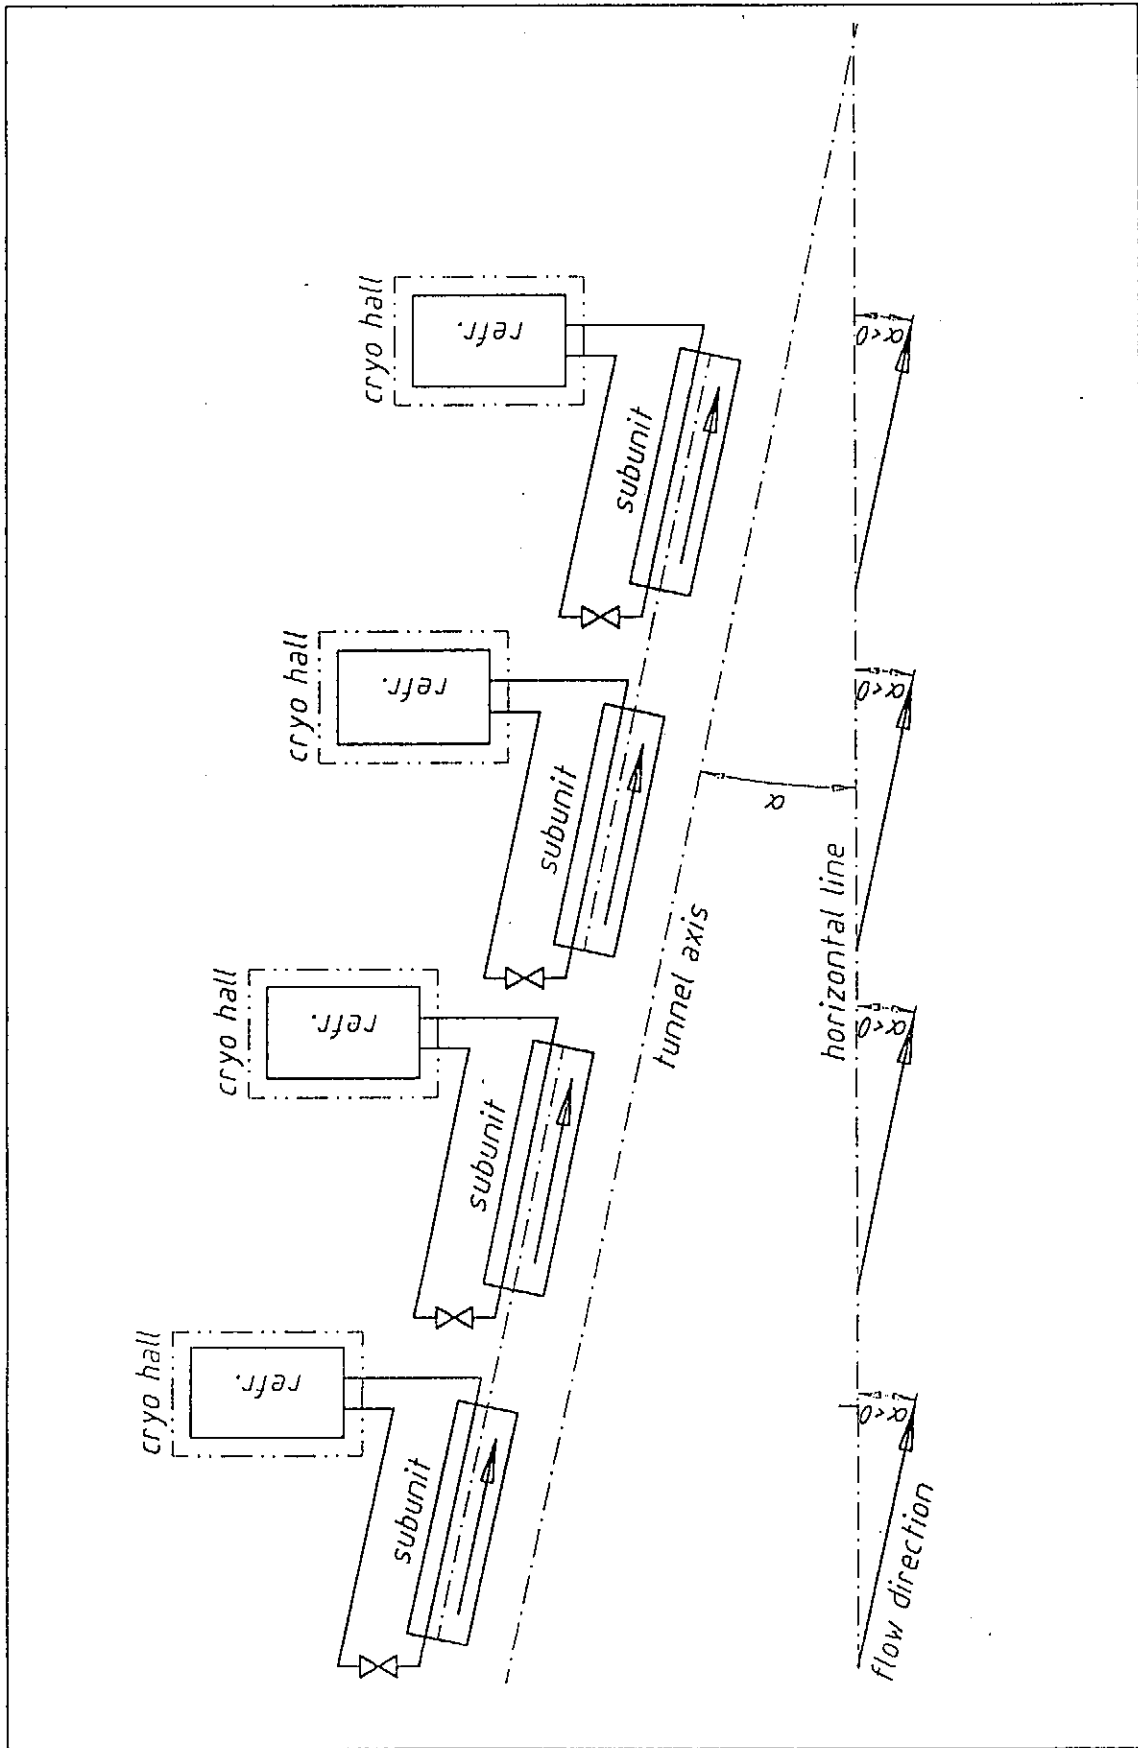 cryo hall
refr.
subunit
cryo hall
refr.
subunit
cryo hall
refr.
subunit
cryo hall
refr.
subunit
tunnel axis
α
horizontal line
flow direction
α<0
α<0
α<0
α<0